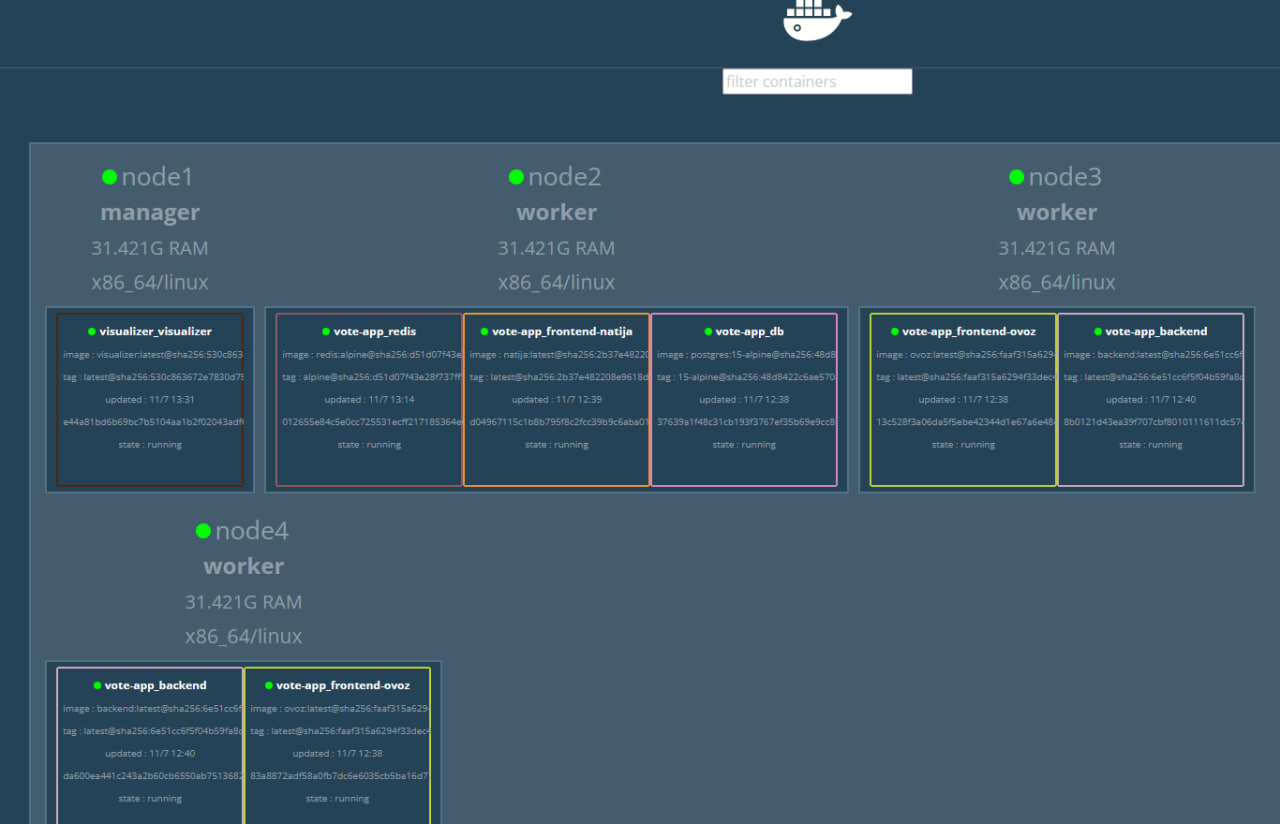 filter containers
node1
manager
31.421G RAM
x86_64/linux
visualizer_visualizer
image : visualizer:latest@sha256:530c863
tag : latest@sha256:530c863672e7830d75
updated : 11/7 13:31
e44a81bd6b69bc7b5104aa1b2f02043adf
state : running
node2
worker
31.421G RAM
x86_64/linux
vote-app_redis
image : redis:alpine@sha256:d51d07f43e
tag : alpine@sha256:d51d07f43e28f737ff
updated : 11/7 13:14
012655e84c5e0cc725531ecff217185364e
state : running
vote-app_frontend-natija
image : natija:latest@sha256:2b37e48220
tag : latest@sha256:2b37e482208e9618d
updated : 11/7 12:39
d04967115c1b8b795f8c2fcc39b9c6aba01
state : running
vote-app_db
image : postgres:15-alpine@sha256:48d8
tag : 15-alpine@sha256:48d8422c6ae570
updated : 11/7 12:38
37639a1f48c31cb193f3767ef35b69e9cc8
state : running
node3
worker
31.421G RAM
x86_64/linux
vote-app_frontend-ovoz
image : ovoz:latest@sha256:faaf315a629
tag : latest@sha256:faaf315a6294f33dec
updated : 11/7 12:38
13c528f3a06da5f5ebe42344d1e67a6e48
state : running
vote-app_backend
image : backend:latest@sha256:6e51cc6f
tag : latest@sha256:6e51cc6f5f04b59fa8c
updated : 11/7 12:40
8b0121d43ea39f707cbf8010111611dc57
state : running
node4
worker
31.421G RAM
x86_64/linux
vote-app_backend
image : backend:latest@sha256:6e51cc6f
tag : latest@sha256:6e51cc6f5f04b59fa8c
updated : 11/7 12:40
da600ea441c243a2b60cb6550ab7513682
state : running
vote-app_frontend-ovoz
image : ovoz:latest@sha256:faaf315a629
tag : latest@sha256:faaf315a6294f33dec
updated : 11/7 12:38
83a8872adf58a0fb7dc6e6035cb5ba16d7
state : running